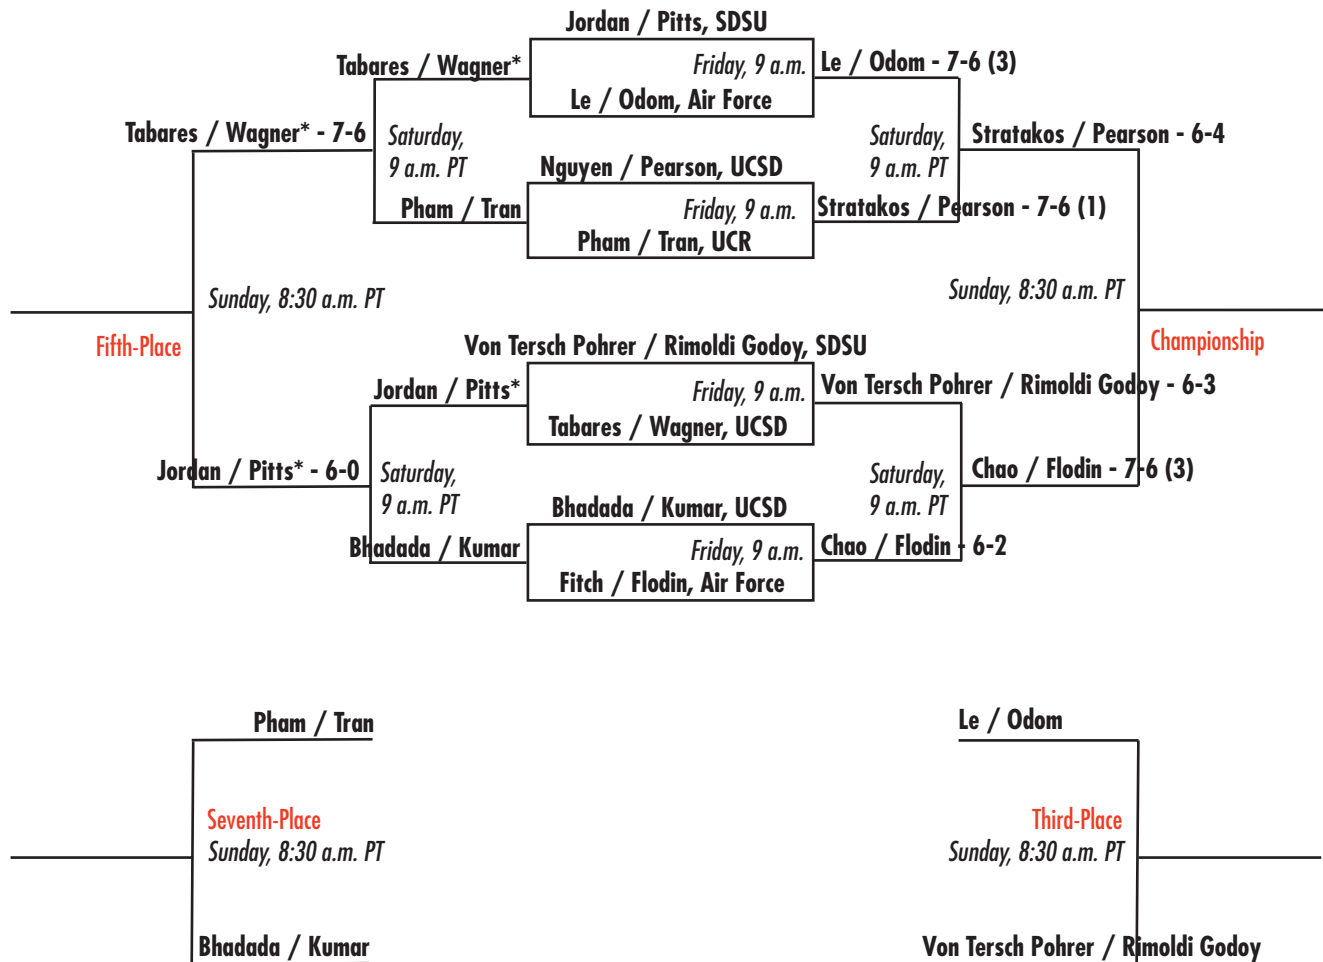 Jordan / Pitts, SDSU
Tabares / Wagner*
Friday, 9 a.m.
Le / Odom - 7-6 (3)
Le / Odom, Air Force
Tabares / Wagner* - 7-6
Saturday,
9 a.m. PT
Saturday,
9 a.m. PT
Stratakos / Pearson - 6-4
Nguyen / Pearson, UCSD
Pham / Tran
Friday, 9 a.m.
Stratakos / Pearson - 7-6 (1)
Pham / Tran, UCR
Sunday, 8:30 a.m. PT
Sunday, 8:30 a.m. PT
Fifth-Place
Championship
Von Tersch Pohrer / Rimoldi Godoy, SDSU
Jordan / Pitts*
Friday, 9 a.m.
Von Tersch Pohrer / Rimoldi Godoy - 6-3
Tabares / Wagner, UCSD
Jordan / Pitts* - 6-0
Saturday,
9 a.m. PT
Saturday,
9 a.m. PT
Chao / Flodin - 7-6 (3)
Bhadada / Kumar, UCSD
Bhadada / Kumar
Friday, 9 a.m.
Chao / Flodin - 6-2
Fitch / Flodin, Air Force
Pham / Tran
Le / Odom
Seventh-Place
Sunday, 8:30 a.m. PT
Third-Place
Sunday, 8:30 a.m. PT
Bhadada / Kumar
Von Tersch Pohrer / Rimoldi Godoy